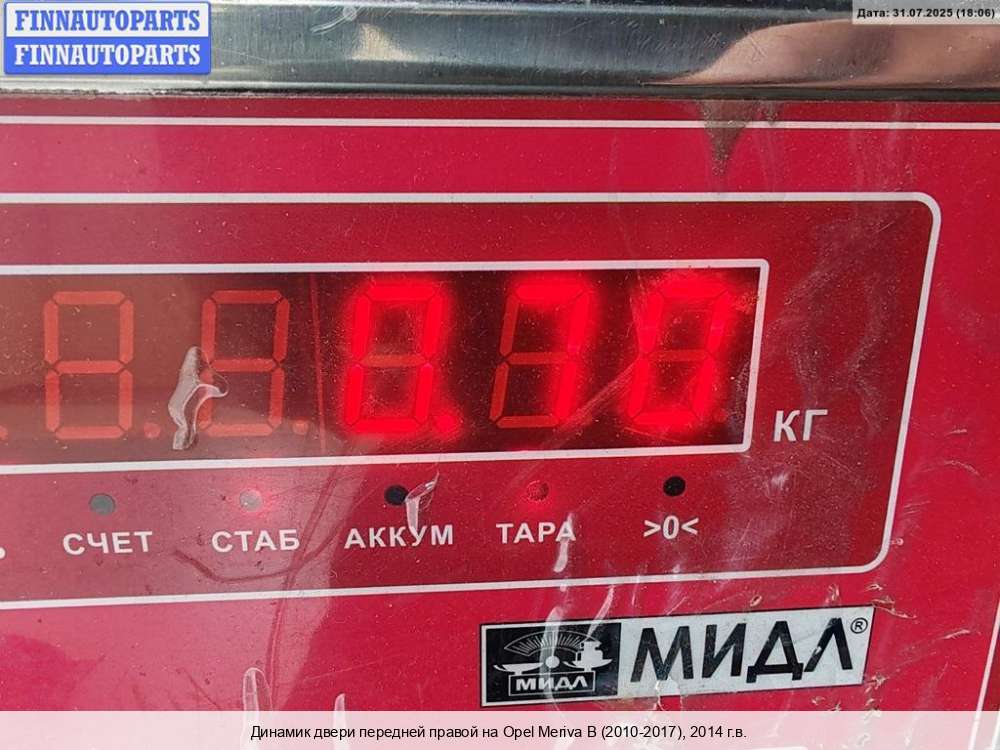 FINNAUTOPARTS
FINNAUTOPARTS
Дата: 31.07.2025 (18:06)
0.70
КГ
СЧЕТ СТАБ АККУМ ТАРА >0<
МИДЛ МИДЛ®
Динамик двери передней правой на Opel Meriva B (2010-2017), 2014 г.в.